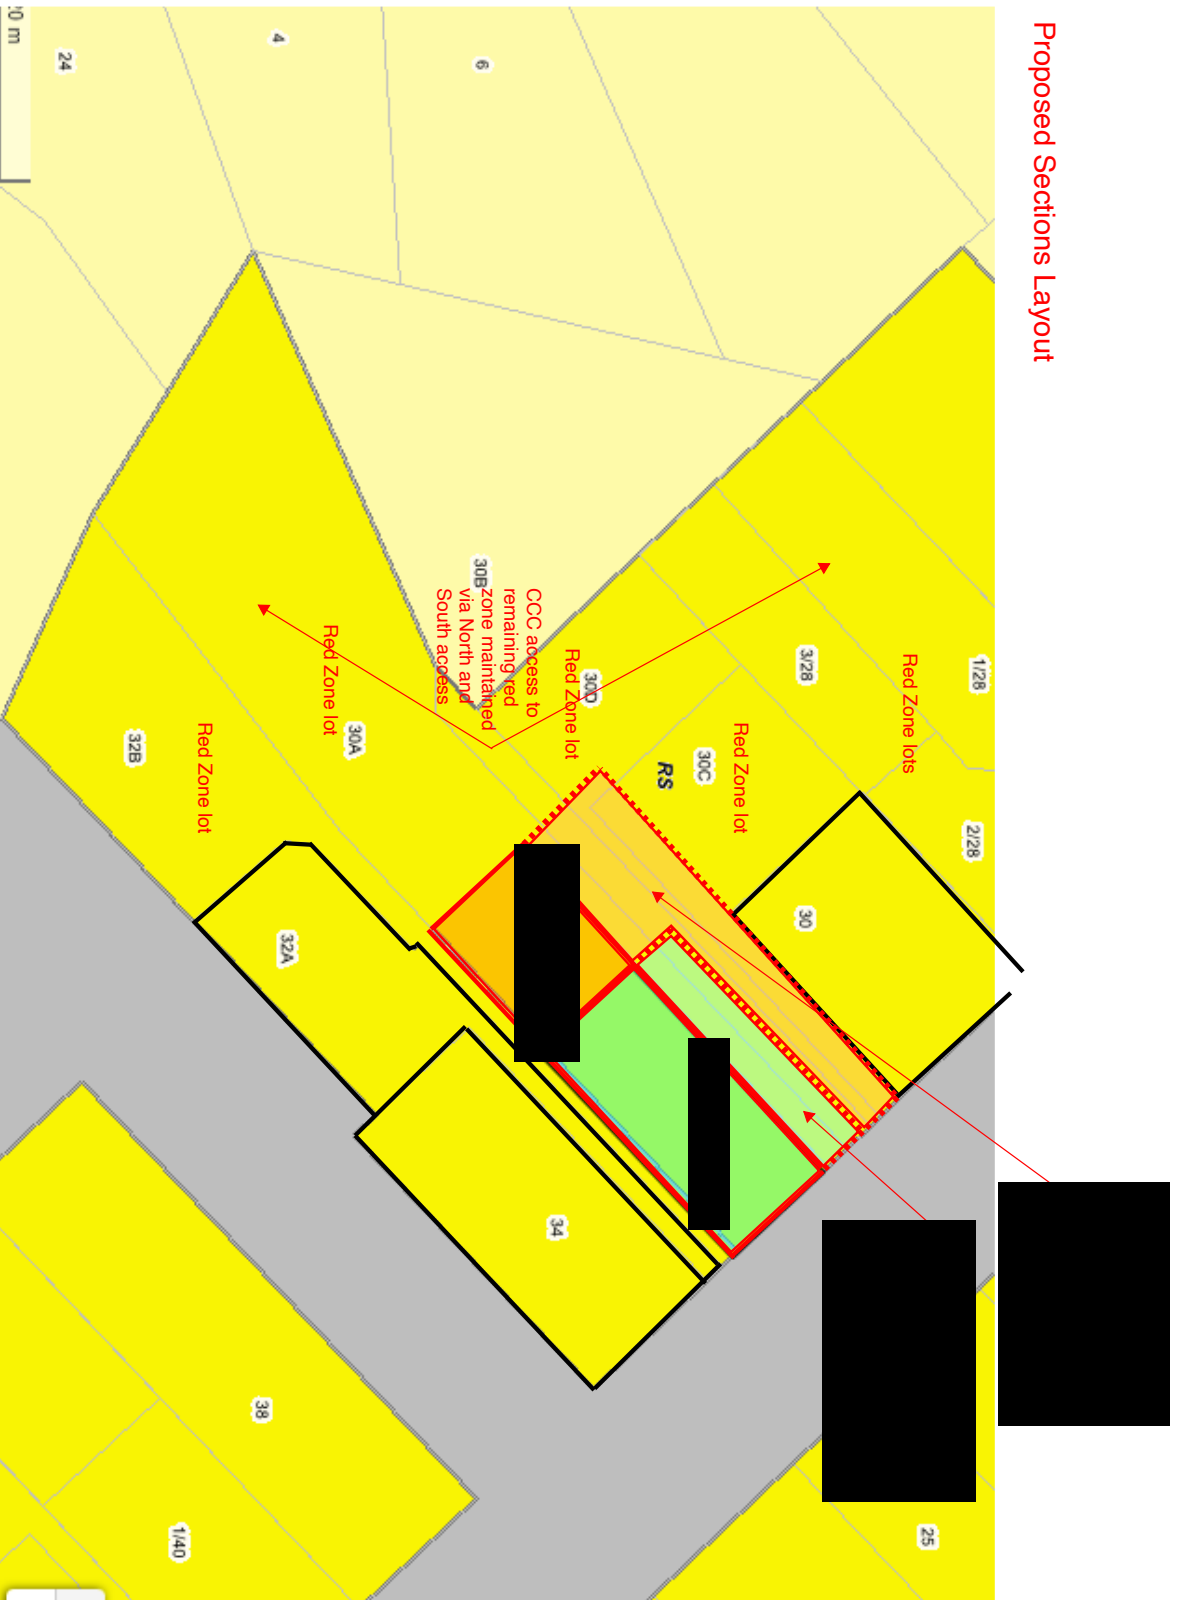 Proposed Sections Layout
1/28
2/28
Red Zone lots
3/28
30
25
Red Zone lot
30C
RS
30D
Red Zone lot
CCC access to
remaining red
zone maintained
via North and
South access
30B
6
34
Red Zone lot
30A
4
32A
38
Red Zone lot
32B
1/40
24
0 m